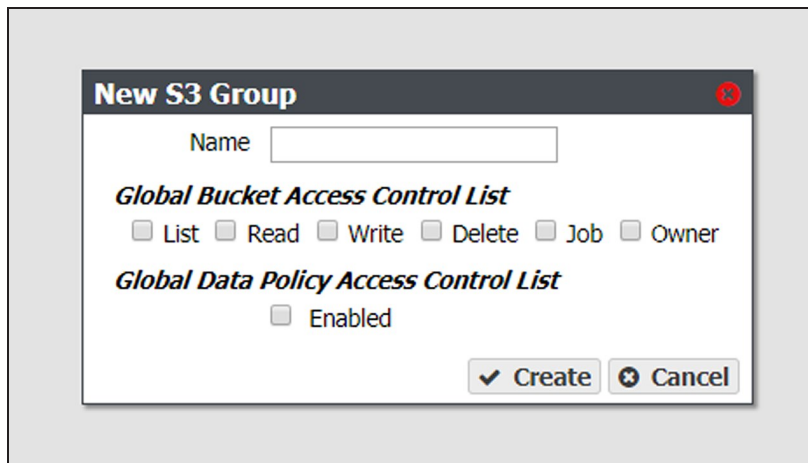 New S3 Group
Name
Global Bucket Access Control List
List Read Write Delete Job Owner
Global Data Policy Access Control List
Enabled
Create Cancel